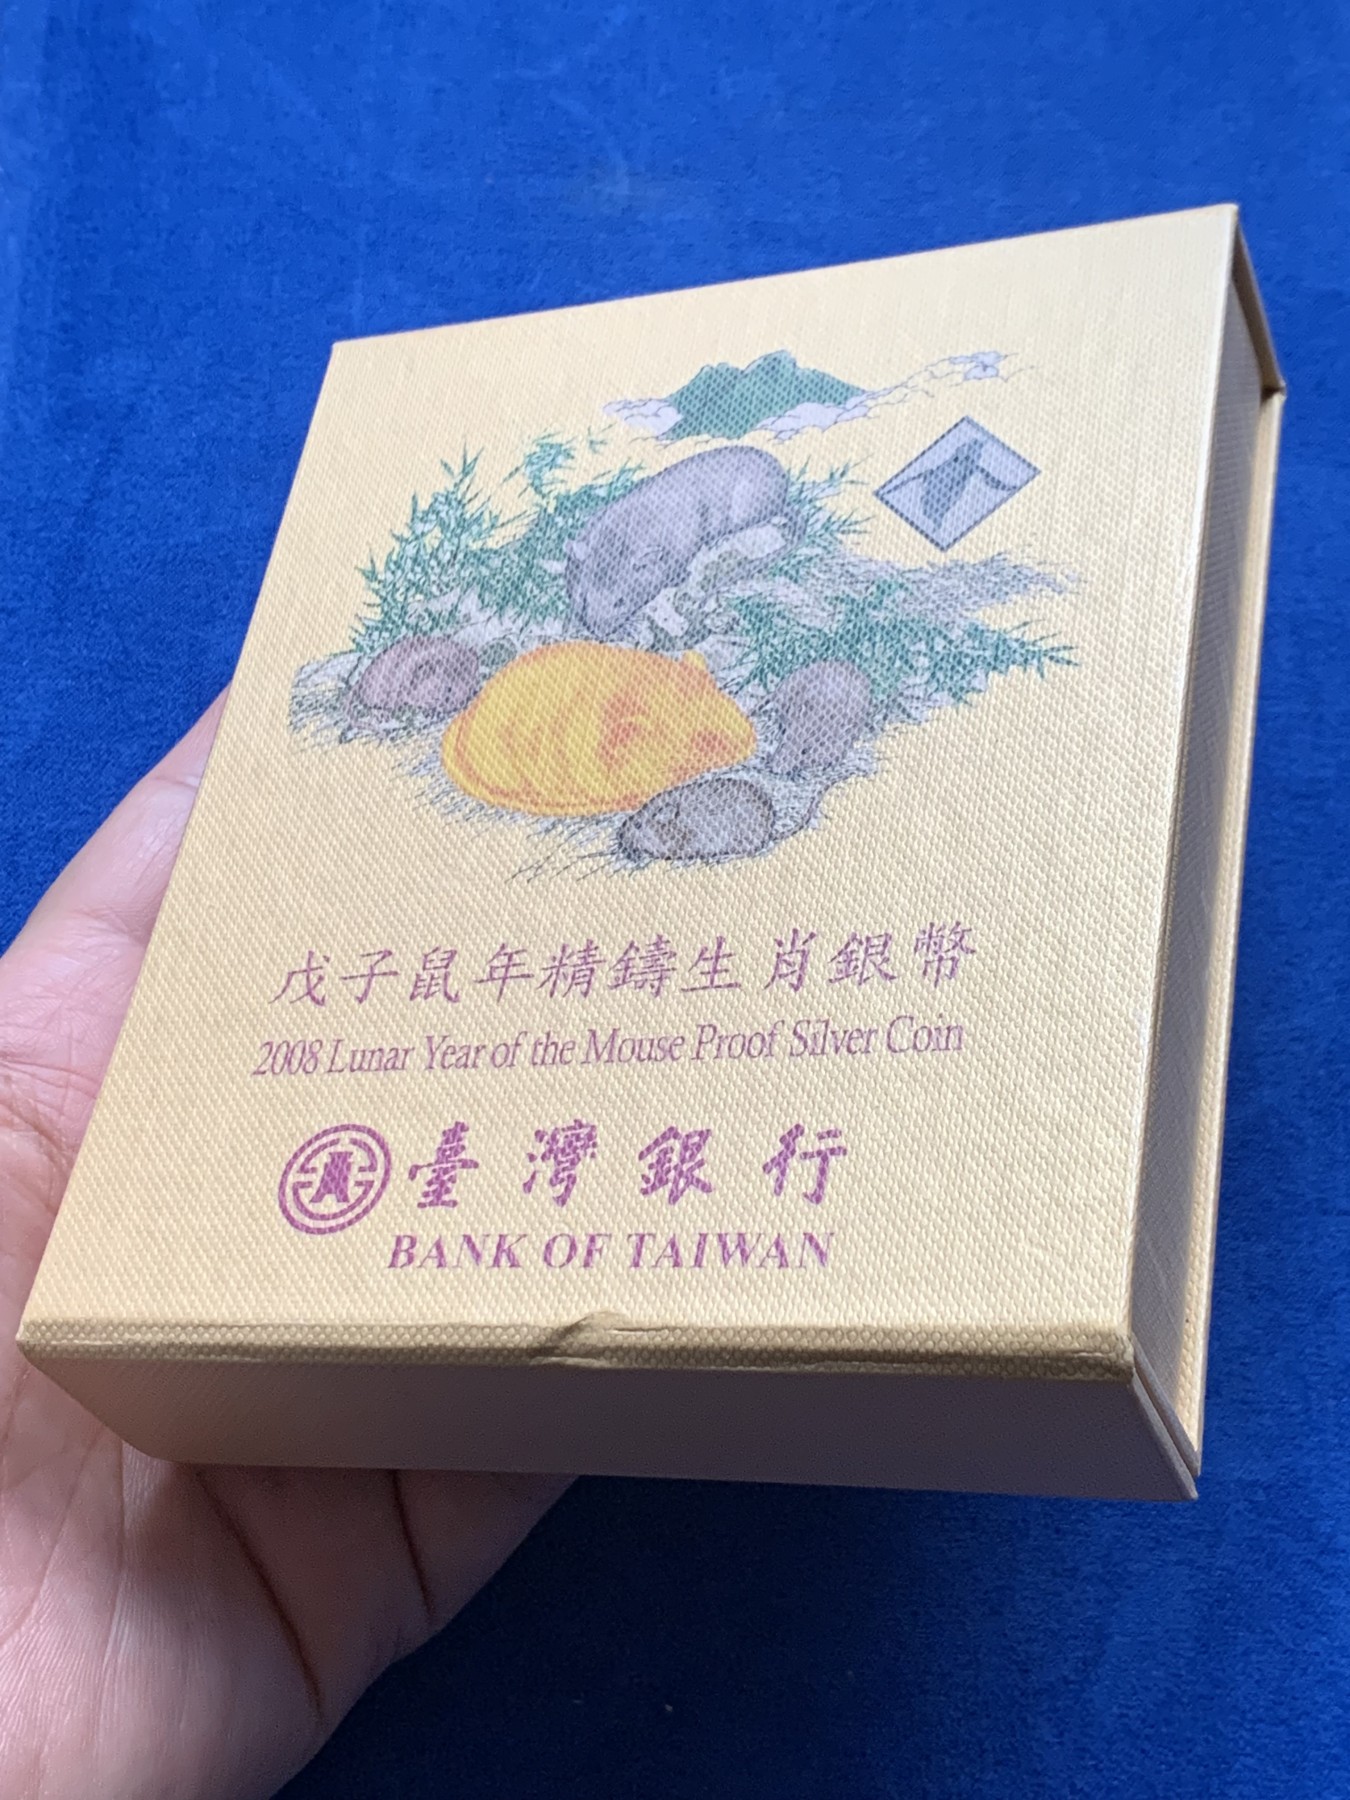 戊子鼠年精鑄生肖銀幣
2008 Lunar Year of the Mouse Proof Silver Coin
臺灣銀行
BANK OF TAIWAN